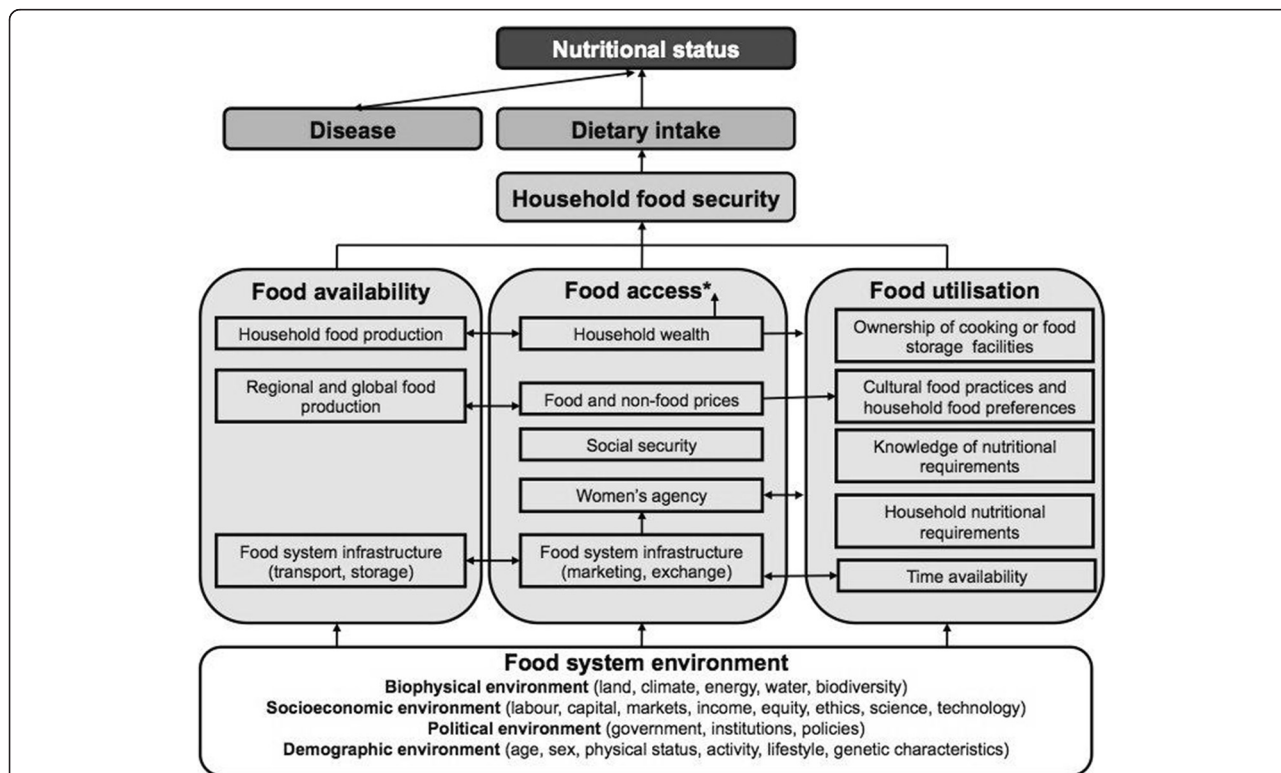 Nutritional status
Disease
Dietary intake
Household food security
Food availability
Household food production
Regional and global food
production
Food system infrastructure
(transport, storage)
Food access*
Household wealth
Food and non-food prices
Social security
Women's agency
Food system infrastructure
(marketing, exchange)
Food utilisation
Ownership of cooking or food
storage facilities
Cultural food practices and
household food preferences
Knowledge of nutritional
requirements
Household nutritional
requirements
Time availability
Food system environment
Biophysical environment (land, climate, energy, water, biodiversity)
Socioeconomic environment (labour, capital, markets, income, equity, ethics, science, technology)
Political environment (government, institutions, policies)
Demographic environment (age, sex, physical status, activity, lifestyle, genetic characteristics)